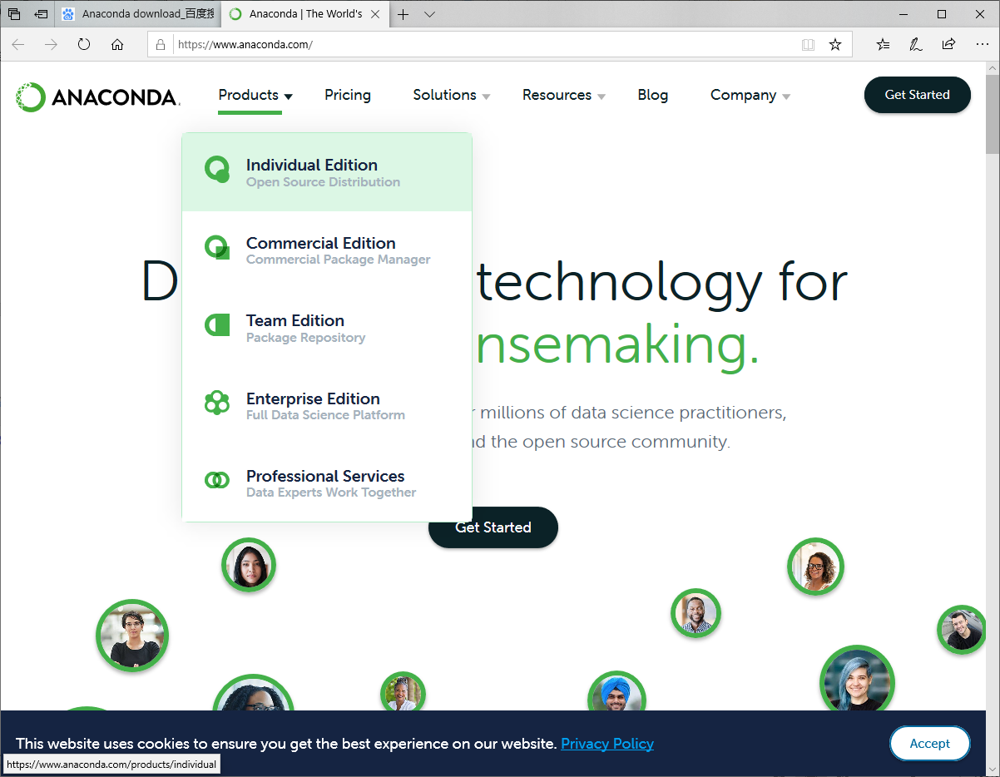 Anaconda download_百度搜
Anaconda | The World's
https://www.anaconda.com/
ANACONDA.
Products
Pricing
Solutions
Resources
Blog
Company
Get Started
Individual Edition
Open Source Distribution
Commercial Edition
Commercial Package Manager
Team Edition
Package Repository
Enterprise Edition
Full Data Science Platform
Professional Services
Data Experts Work Together
D technology for
nsemaking.
r millions of data science practitioners,
nd the open source community.
Get Started
This website uses cookies to ensure you get the best experience on our website. Privacy Policy
Accept
https://www.anaconda.com/products/individual